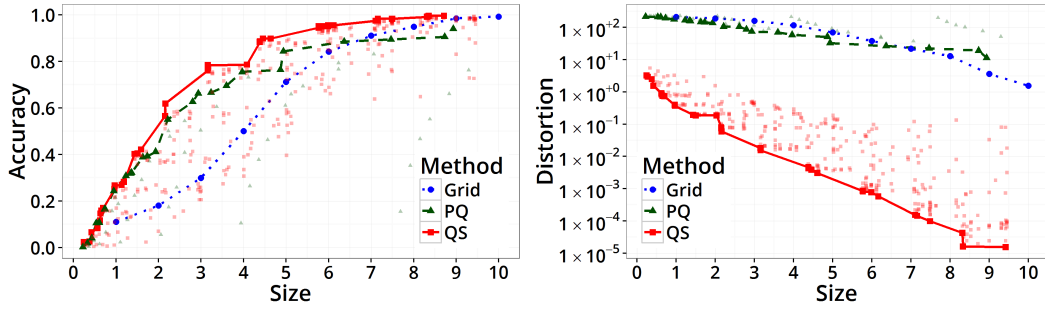 1.0
0.8
0.6
0.4
0.2
0.0
Accuracy
0 1 2 3 4 5 6 7 8 9 10
Size
Method
Grid
PQ
QS
1 × 10^+2
1 × 10^+1
1 × 10^+0
1 × 10^−1
1 × 10^−2
1 × 10^−3
1 × 10^−4
1 × 10^−5
Distortion
0 1 2 3 4 5 6 7 8 9 10
Size
Method
Grid
PQ
QS